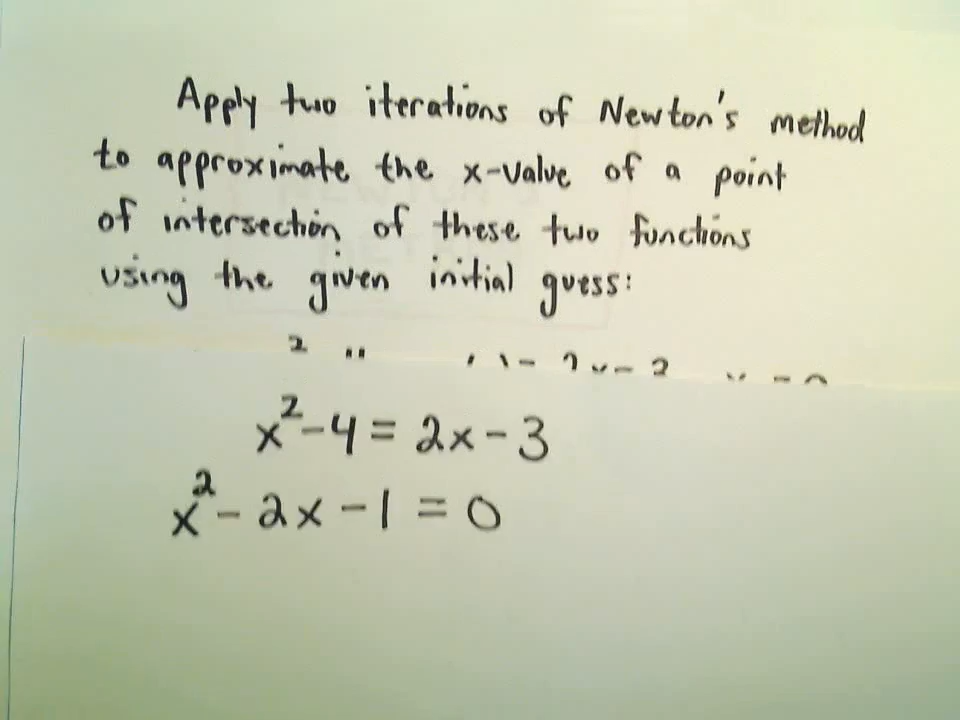 Apply two iterations of Newton's method
to approximate the x-value of a point
of intersection of these two functions
using the given initial guess:
x² - 4 = 2x - 3
x² - 2x - 1 = 0